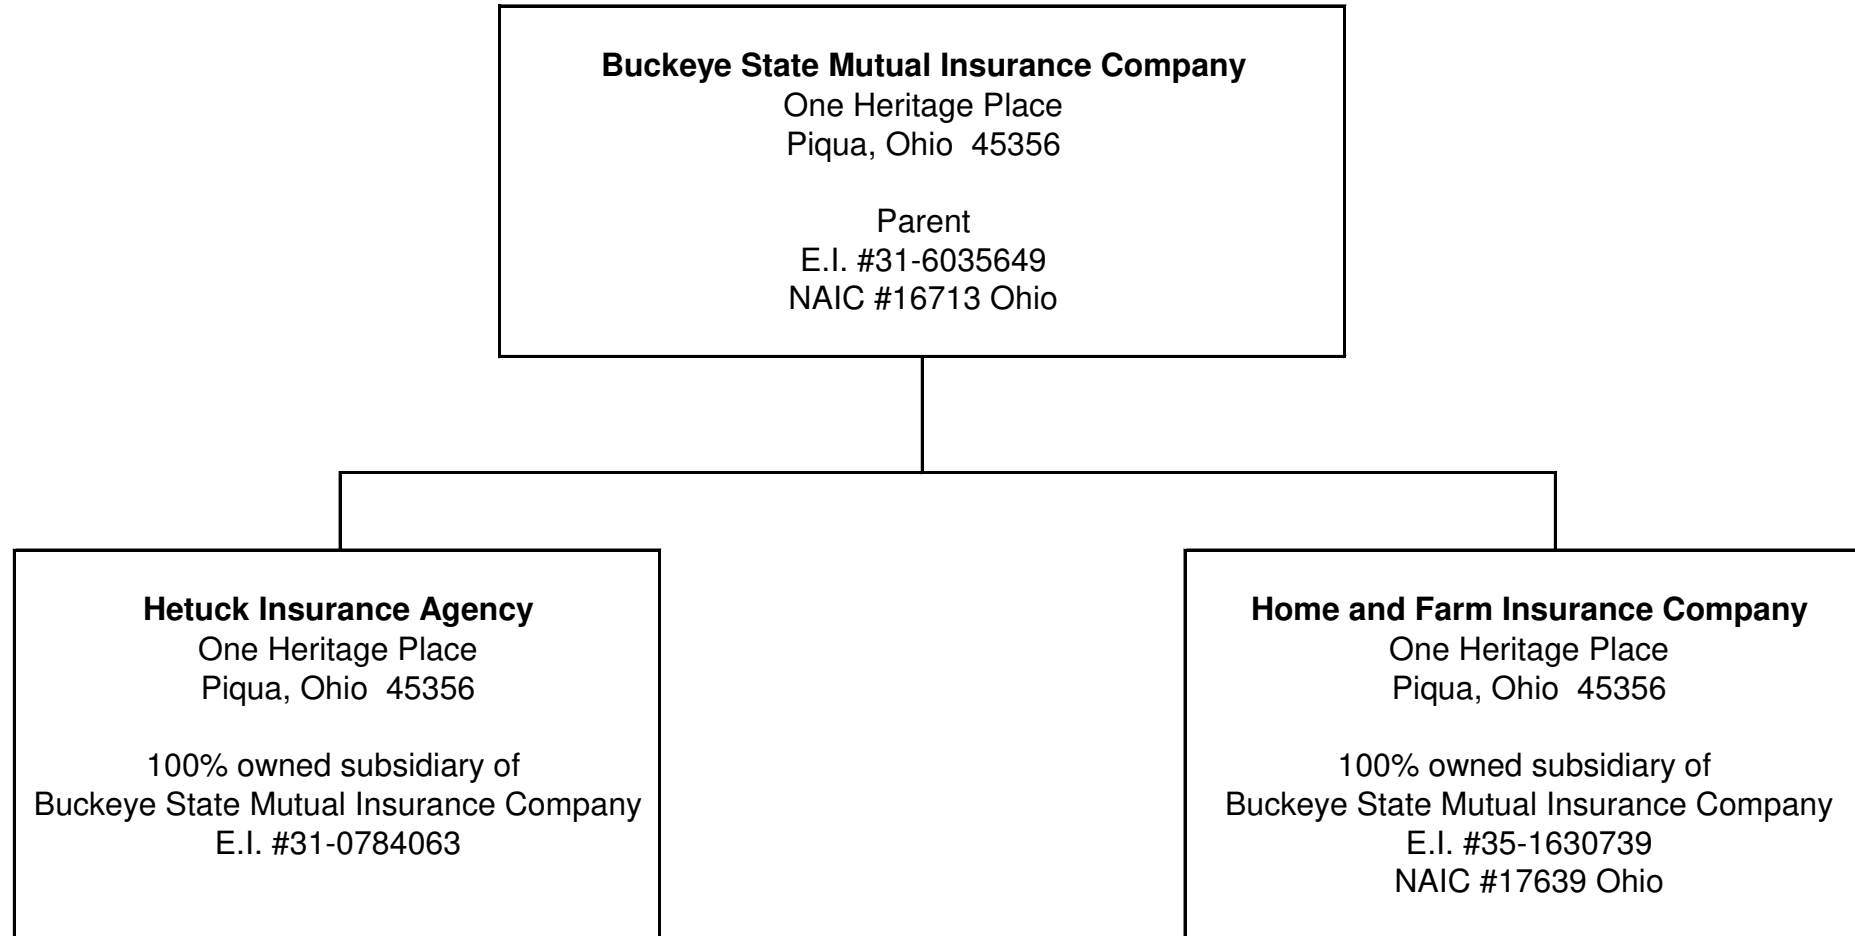 Buckeye State Mutual Insurance Company
One Heritage Place
Piqua, Ohio  45356
Parent
E.I. #31-6035649
NAIC #16713 Ohio
Hetuck Insurance Agency
One Heritage Place
Piqua, Ohio  45356
100% owned subsidiary of
Buckeye State Mutual Insurance Company
E.I. #31-0784063
Home and Farm Insurance Company
One Heritage Place
Piqua, Ohio  45356
100% owned subsidiary of
Buckeye State Mutual Insurance Company
E.I. #35-1630739
NAIC #17639 Ohio